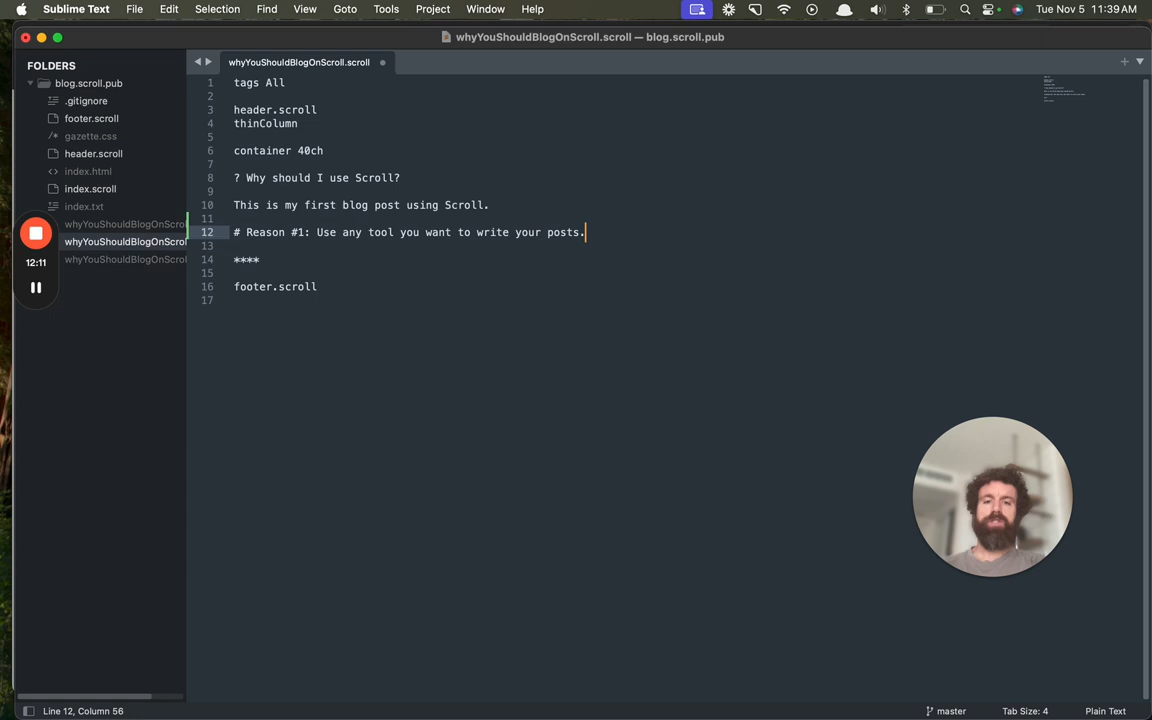 Sublime Text File Edit Selection Find View Goto Tools Project Window Help Tue Nov 5 11:39 AM
whyYouShouldBlogOnScroll.scroll — blog.scroll.pub
FOLDERS
blog.scroll.pub
.gitignore
footer.scroll
/* gazette.css
header.scroll
<> index.html
index.scroll
index.txt
whyYouShouldBlogOnScrol
whyYouShouldBlogOnScrol
whyYouShouldBlogOnScrol
12:11
whyYouShouldBlogOnScroll.scroll
1 tags All
2
3 header.scroll
4 thinColumn
5
6 container 40ch
7
8 ? Why should I use Scroll?
9
10 This is my first blog post using Scroll.
11
12 # Reason #1: Use any tool you want to write your posts.
13
14 ****
15
16 footer.scroll
17
Line 12, Column 56 master Tab Size: 4 Plain Text